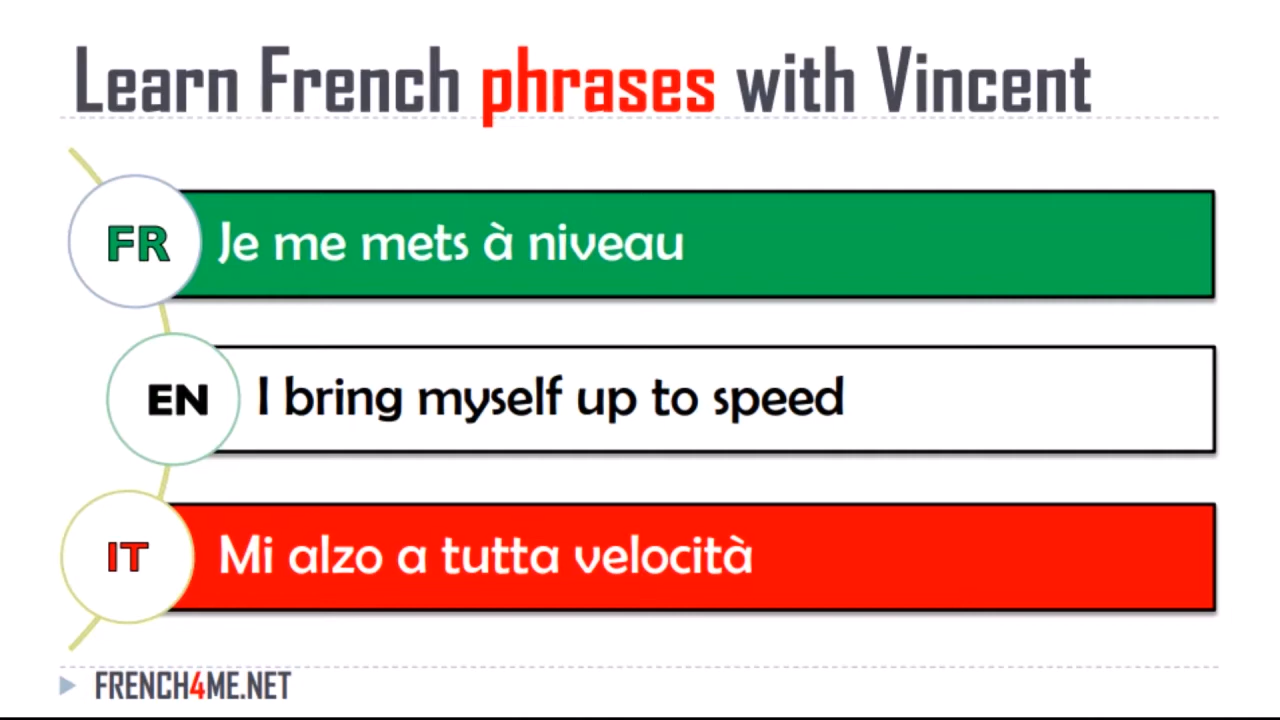 Learn French phrases with Vincent
FR
Je me mets à niveau
EN
I bring myself up to speed
IT
Mi alzo a tutta velocità
FRENCH4ME.NET